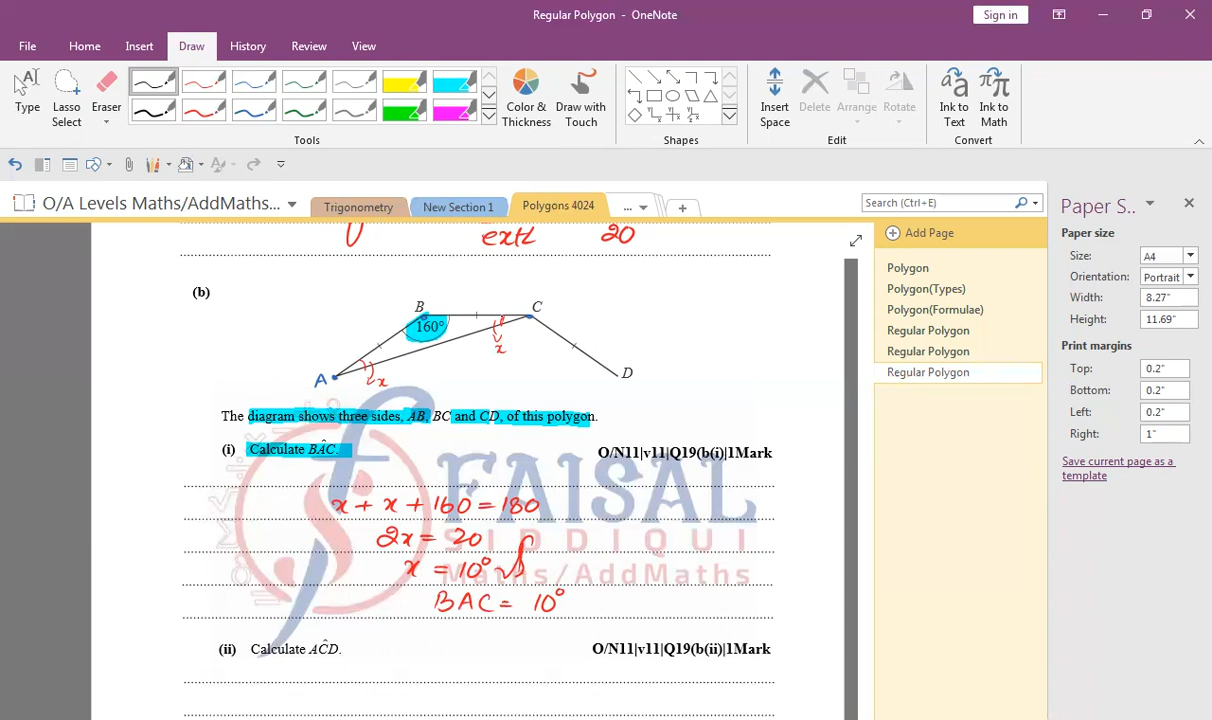 Regular Polygon - OneNote
Sign in
File Home Insert Draw History Review View
Type
Lasso Select
Eraser
Color & Thickness
Draw with Touch
Insert Space
Delete
Arrange
Rotate
Ink to Text
Ink to Math
Tools
Shapes
Edit
Convert
O/A Levels Maths/AddMaths...
Trigonometry
New Section 1
Polygons 4024
...
Search (Ctrl+E)
Add Page
Polygon
Polygon(Types)
Polygon(Formulae)
Regular Polygon
Regular Polygon
Regular Polygon
Paper S...
Paper size
Size: A4
Orientation: Portrait
Width: 8.27"
Height: 11.69"
Print margins
Top: 0.2"
Bottom: 0.2"
Left: 0.2"
Right: 1"
Save current page as a
template
20
(b)
B
C
160°
x
A
x
D
The diagram shows three sides, AB, BC and CD, of this polygon.
(i) Calculate BÂC.
O/N11|v11|Q19(b(i)|1Mark
x + x + 160 = 180
2x = 20
x = 10°
BAC = 10°
FAISAL
SIDDIQUI
Maths/AddMaths
(ii) Calculate AĈD.
O/N11|v11|Q19(b(ii)|1Mark